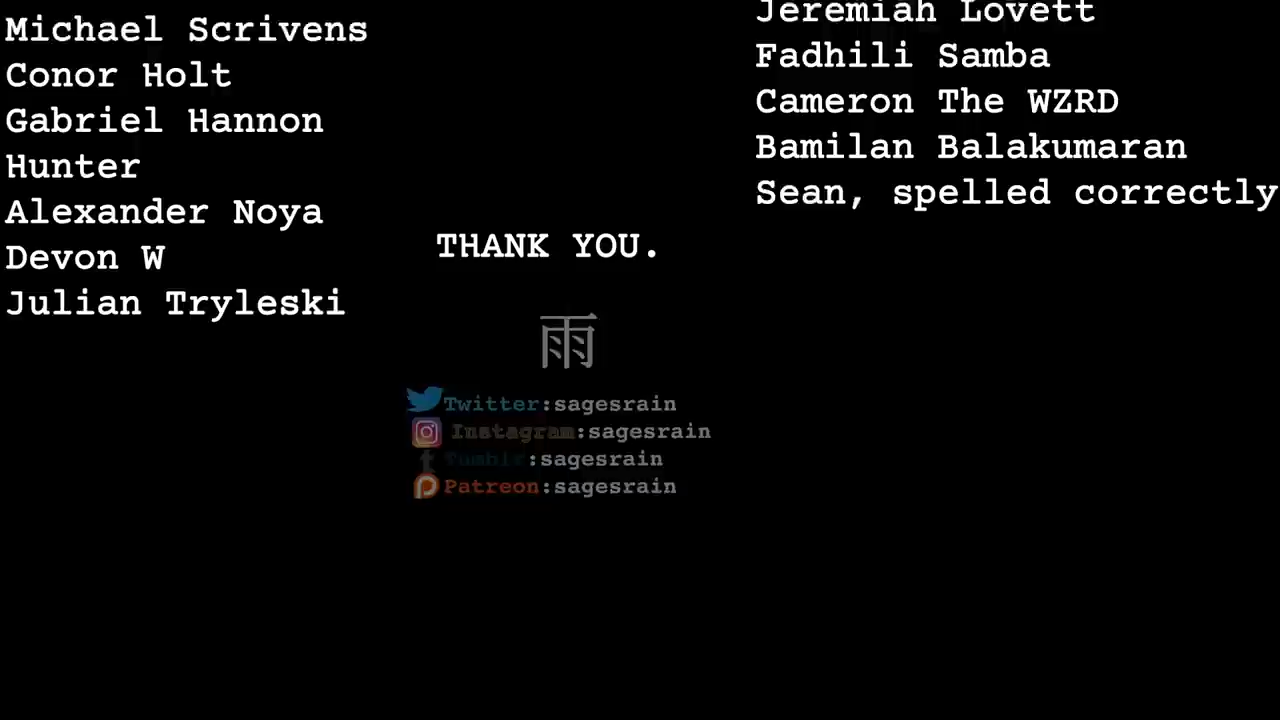 Michael Scrivens
Conor Holt
Gabriel Hannon
Hunter
Alexander Noya
Devon W
Julian Tryleski
Jeremiah Lovett
Fadhili Samba
Cameron The WZRD
Bamilan Balakumaran
Sean, spelled correctly
THANK YOU.
雨
Twitter:sagesrain
Instagram:sagesrain
Tumblr:sagesrain
Patreon:sagesrain